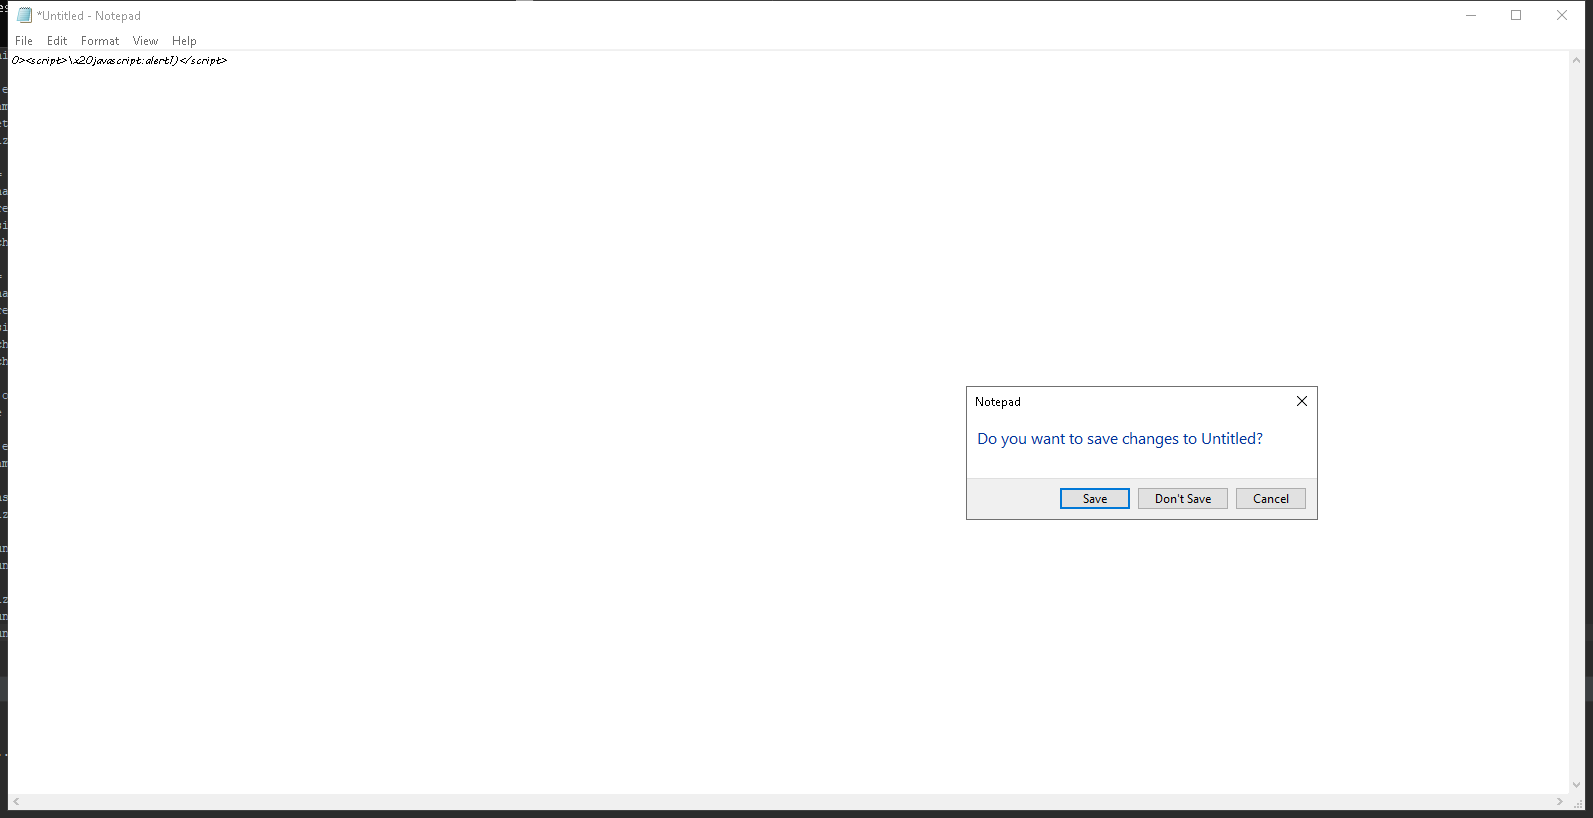 *Untitled - Notepad
File Edit Format View Help
0><script>\x20javascript:alert1)</script>
Notepad
Do you want to save changes to Untitled?
Save Don't Save Cancel